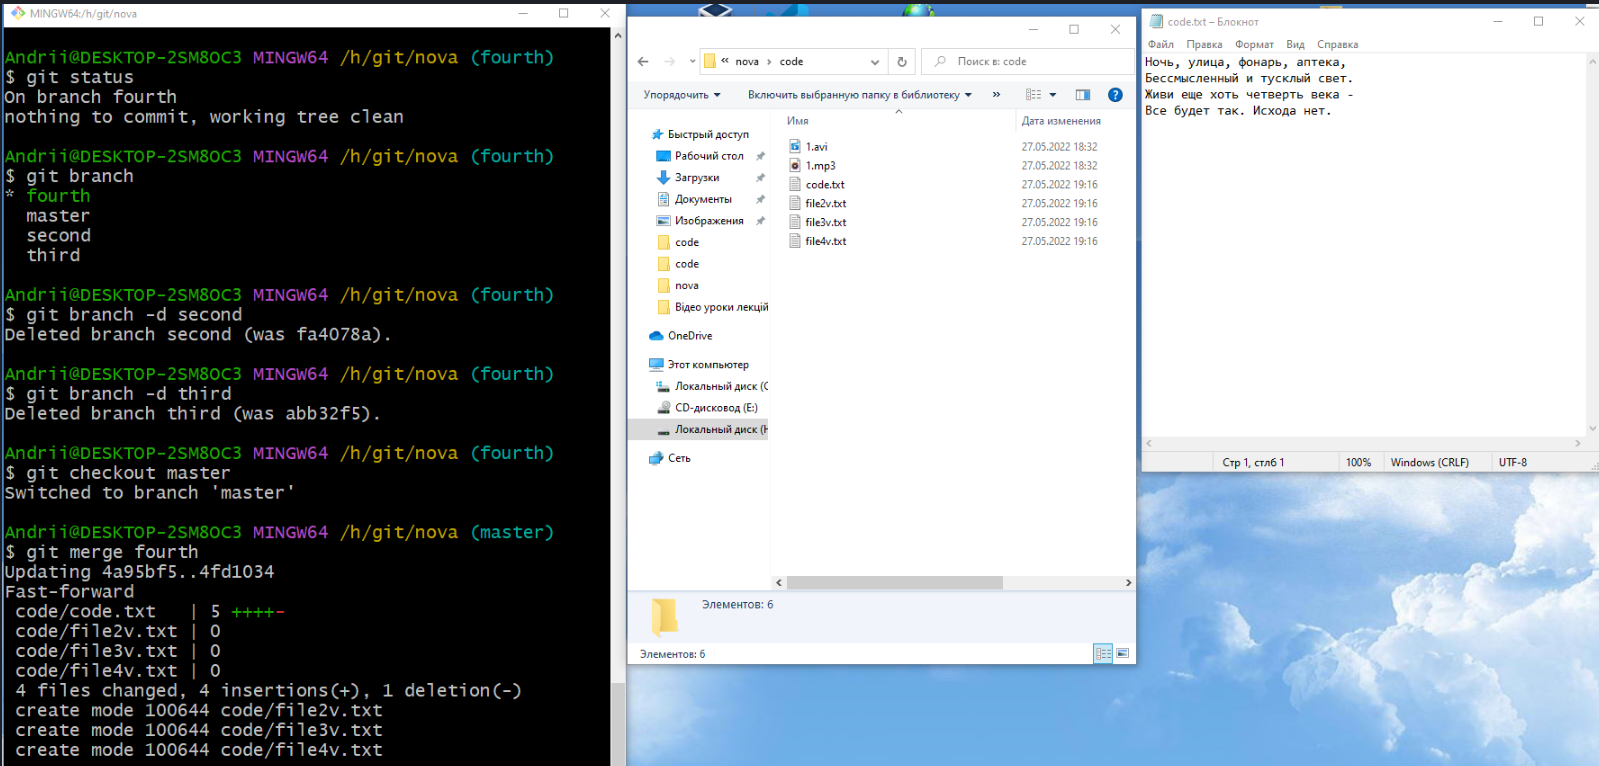 MINGW64:/h/git/nova
Andrii@DESKTOP-2SM8OC3 MINGW64 /h/git/nova (fourth)
$ git status
On branch fourth
nothing to commit, working tree clean
Andrii@DESKTOP-2SM8OC3 MINGW64 /h/git/nova (fourth)
$ git branch
* fourth
master
second
third
Andrii@DESKTOP-2SM8OC3 MINGW64 /h/git/nova (fourth)
$ git branch -d second
Deleted branch second (was fa4078a).
Andrii@DESKTOP-2SM8OC3 MINGW64 /h/git/nova (fourth)
$ git branch -d third
Deleted branch third (was abb32f5).
Andrii@DESKTOP-2SM8OC3 MINGW64 /h/git/nova (fourth)
$ git checkout master
Switched to branch 'master'
Andrii@DESKTOP-2SM8OC3 MINGW64 /h/git/nova (master)
$ git merge fourth
Updating 4a95bf5..4fd1034
Fast-forward
code/code.txt | 5 ++++-
code/file2v.txt | 0
code/file3v.txt | 0
code/file4v.txt | 0
4 files changed, 4 insertions(+), 1 deletion(-)
create mode 100644 code/file2v.txt
create mode 100644 code/file3v.txt
create mode 100644 code/file4v.txt
« nova › code
Поиск в: code
Упорядочить
Включить выбранную папку в библиотеку
»
Быстрый доступ
Рабочий стол
Загрузки
Документы
Изображения
code
code
nova
Відео уроки лекцій
OneDrive
Этот компьютер
Локальный диск (C
CD-дисковод (E:)
Локальный диск (H
Сеть
Имя Дата изменения
1.avi 27.05.2022 18:32
1.mp3 27.05.2022 18:32
code.txt 27.05.2022 19:16
file2v.txt 27.05.2022 19:16
file3v.txt 27.05.2022 19:16
file4v.txt 27.05.2022 19:16
Элементов: 6
Элементов: 6
code.txt – Блокнот
Файл Правка Формат Вид Справка
Ночь, улица, фонарь, аптека,
Бессмысленный и тусклый свет.
Живи еще хоть четверть века -
Все будет так. Исхода нет.
Стр 1, стлб 1 100% Windows (CRLF) UTF-8